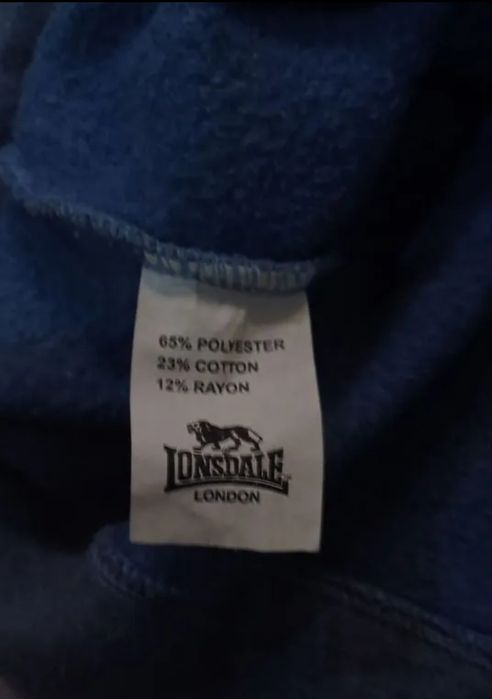 65% POLYESTER
23% COTTON
12% RAYON
LONSDALE
LONDON